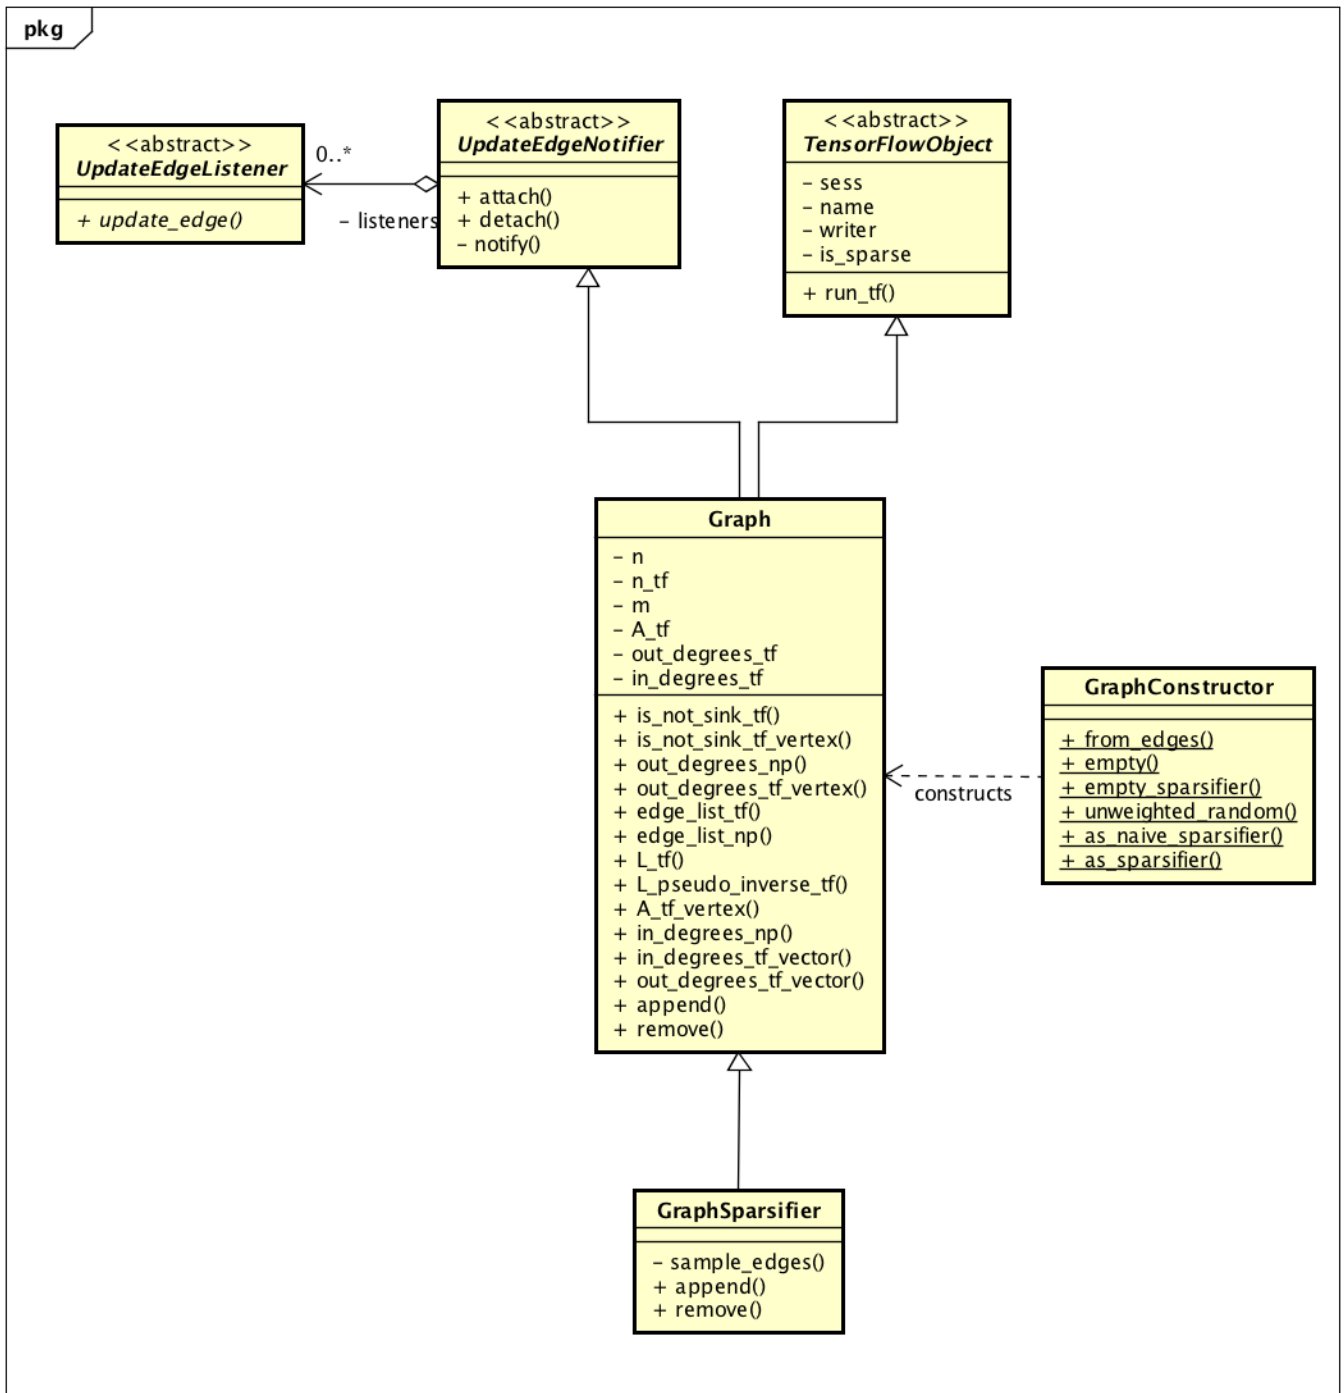 pkg
<<abstract>>
UpdateEdgeListener
+ update_edge()
0..*
– listeners
<<abstract>>
UpdateEdgeNotifier
+ attach()
+ detach()
– notify()
<<abstract>>
TensorFlowObject
– sess
– name
– writer
– is_sparse
+ run_tf()
Graph
– n
– n_tf
– m
– A_tf
– out_degrees_tf
– in_degrees_tf
+ is_not_sink_tf()
+ is_not_sink_tf_vertex()
+ out_degrees_np()
+ out_degrees_tf_vertex()
+ edge_list_tf()
+ edge_list_np()
+ L_tf()
+ L_pseudo_inverse_tf()
+ A_tf_vertex()
+ in_degrees_np()
+ in_degrees_tf_vector()
+ out_degrees_tf_vector()
+ append()
+ remove()
constructs
GraphConstructor
+ from_edges()
+ empty()
+ empty_sparsifier()
+ unweighted_random()
+ as_naive_sparsifier()
+ as_sparsifier()
GraphSparsifier
– sample_edges()
+ append()
+ remove()